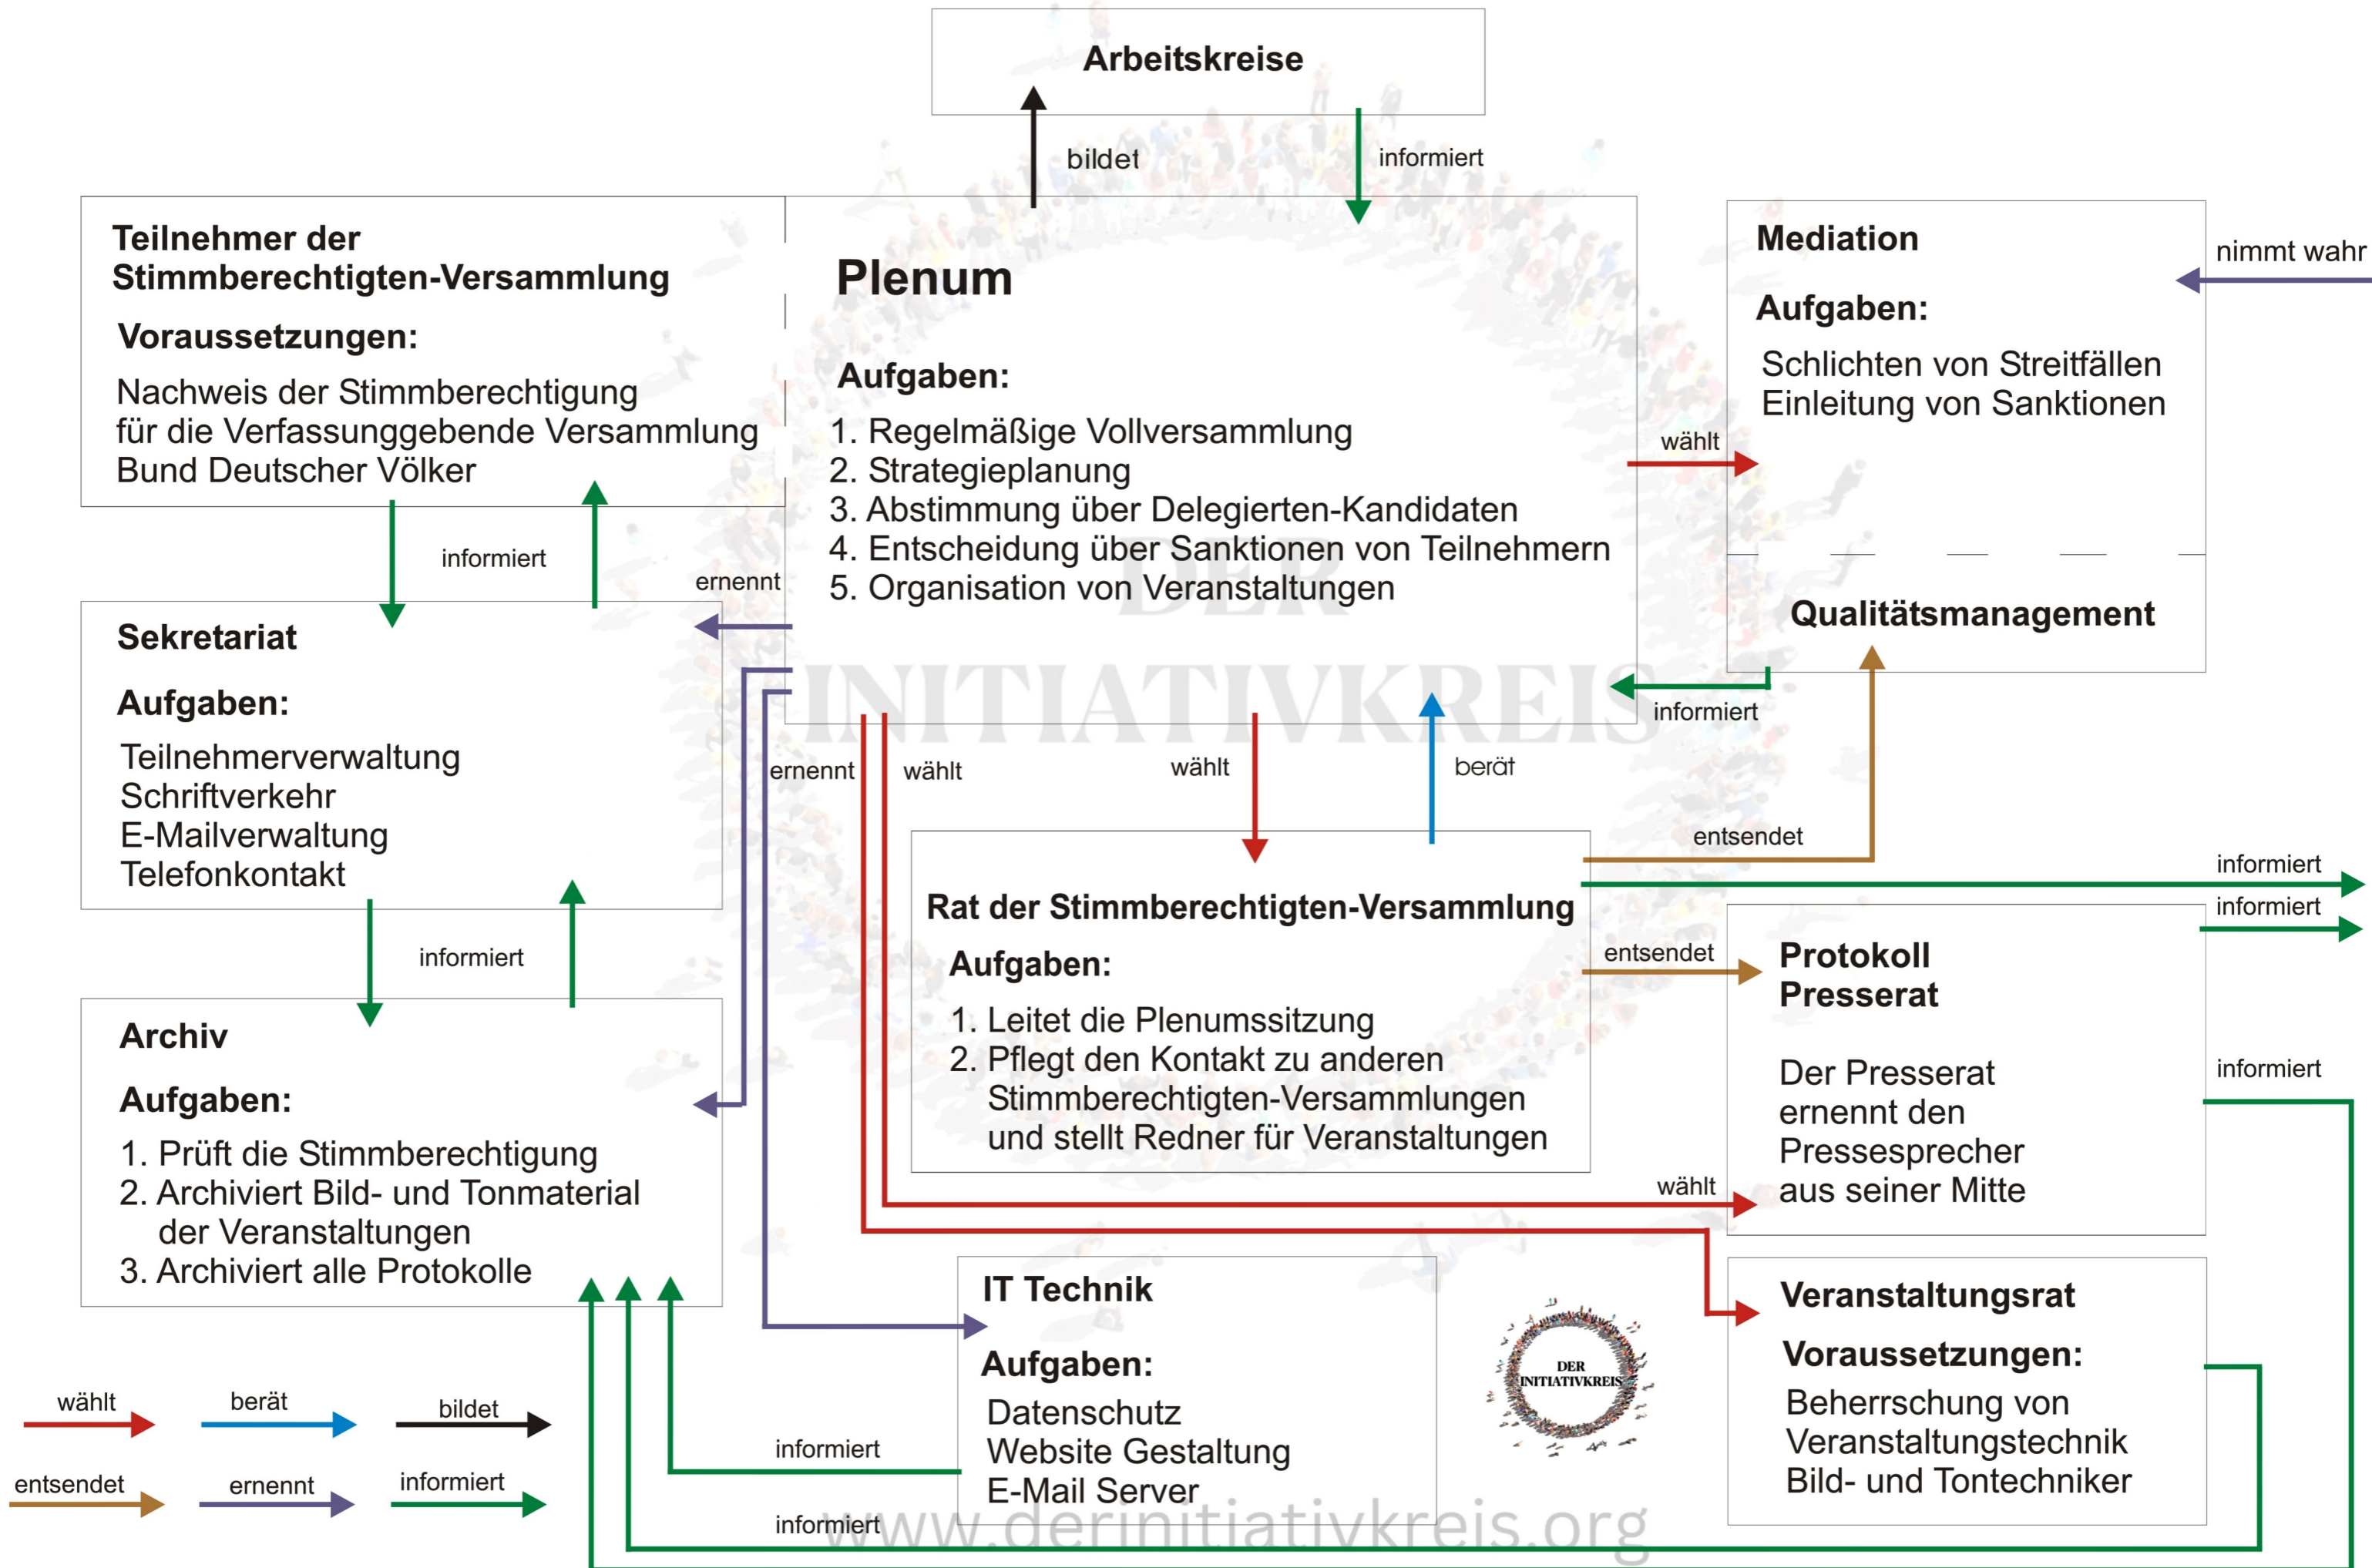 Arbeitskreise
bildet
informiert
Teilnehmer der
Stimmberechtigten-Versammlung
Voraussetzungen:
Nachweis der Stimmberechtigung
für die Verfassunggebende Versammlung
Bund Deutscher Völker
Plenum
Aufgaben:
1. Regelmäßige Vollversammlung
2. Strategieplanung
3. Abstimmung über Delegierten-Kandidaten
4. Entscheidung über Sanktionen von Teilnehmern
5. Organisation von Veranstaltungen
Mediation
Aufgaben:
Schlichten von Streitfällen
Einleitung von Sanktionen
nimmt wahr
wählt
Qualitätsmanagement
informiert
informiert
ernennt
Sekretariat
Aufgaben:
Teilnehmerverwaltung
Schriftverkehr
E-Mailverwaltung
Telefonkontakt
DER
INITIATIVKREIS
ernennt
wählt
wählt
berät
entsendet
informiert
informiert
Rat der Stimmberechtigten-Versammlung
Aufgaben:
1. Leitet die Plenumssitzung
2. Pflegt den Kontakt zu anderen
Stimmberechtigten-Versammlungen
und stellt Redner für Veranstaltungen
entsendet
Protokoll
Presserat
Der Presserat
ernennt den
Pressesprecher
aus seiner Mitte
informiert
wählt
informiert
Archiv
Aufgaben:
1. Prüft die Stimmberechtigung
2. Archiviert Bild- und Tonmaterial
der Veranstaltungen
3. Archiviert alle Protokolle
IT Technik
Aufgaben:
Datenschutz
Website Gestaltung
E-Mail Server
DER
INITIATIVKREIS
Veranstaltungsrat
Voraussetzungen:
Beherrschung von
Veranstaltungstechnik
Bild- und Tontechniker
wählt
berät
bildet
entsendet
ernennt
informiert
informiert
informiert
www.derinitiativkreis.org